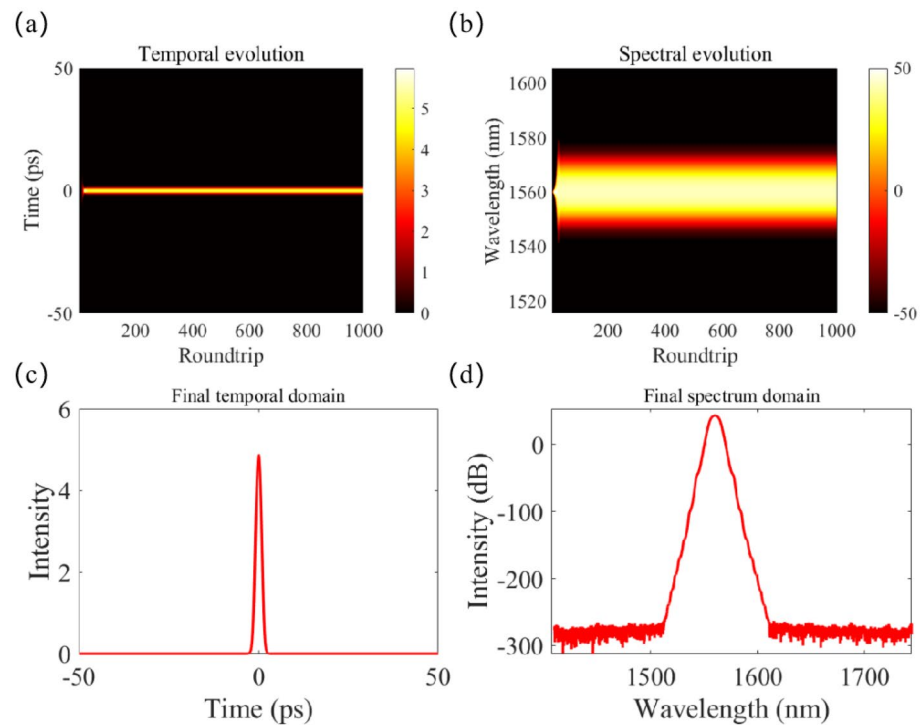 (a)
Temporal evolution
50
0
-50
Time (ps)
200 400 600 800 1000
Roundtrip
5
4
3
2
1
0
(b)
Spectral evolution
1600
1580
1560
1540
1520
Wavelength (nm)
200 400 600 800 1000
Roundtrip
50
0
-50
(c)
Final temporal domain
6
4
2
0
Intensity
-50 0 50
Time (ps)
(d)
Final spectrum domain
0
-100
-200
-300
Intensity (dB)
1500 1600 1700
Wavelength (nm)